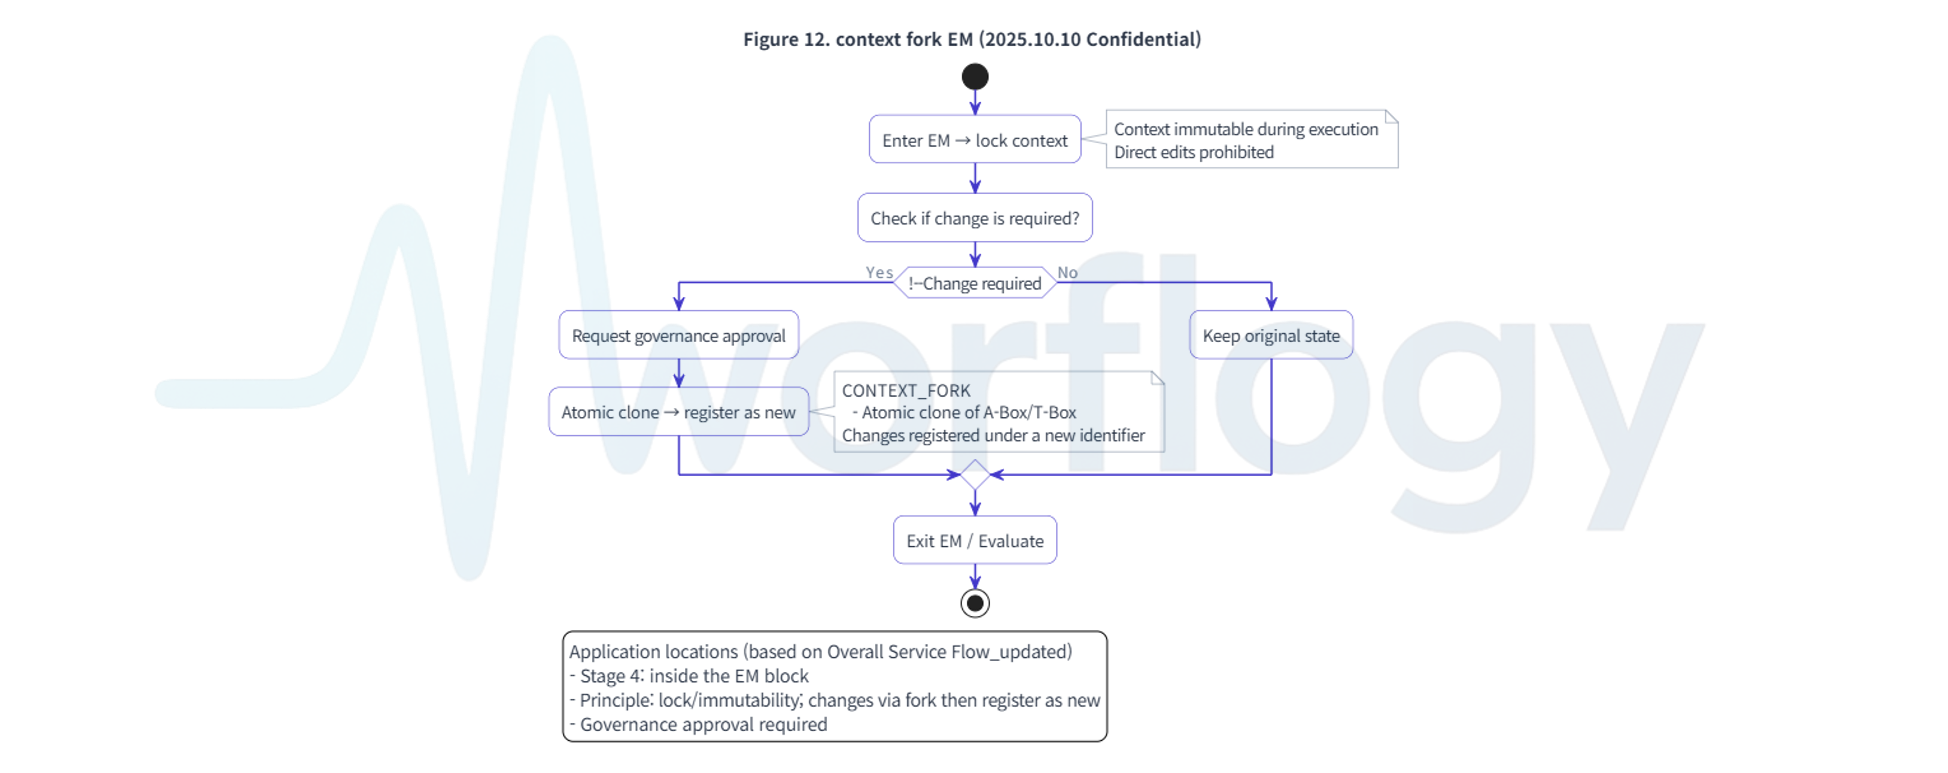 Figure 12. context fork EM (2025.10.10 Confidential)
Enter EM → lock context
Context immutable during execution
Direct edits prohibited
Check if change is required?
Yes
!--Change required
No
Request governance approval
Keep original state
Atomic clone → register as new
CONTEXT_FORK
- Atomic clone of A-Box/T-Box
Changes registered under a new identifier
Exit EM / Evaluate
Application locations (based on Overall Service Flow_updated)
- Stage 4: inside the EM block
- Principle: lock/immutability; changes via fork then register as new
- Governance approval required
worflogy